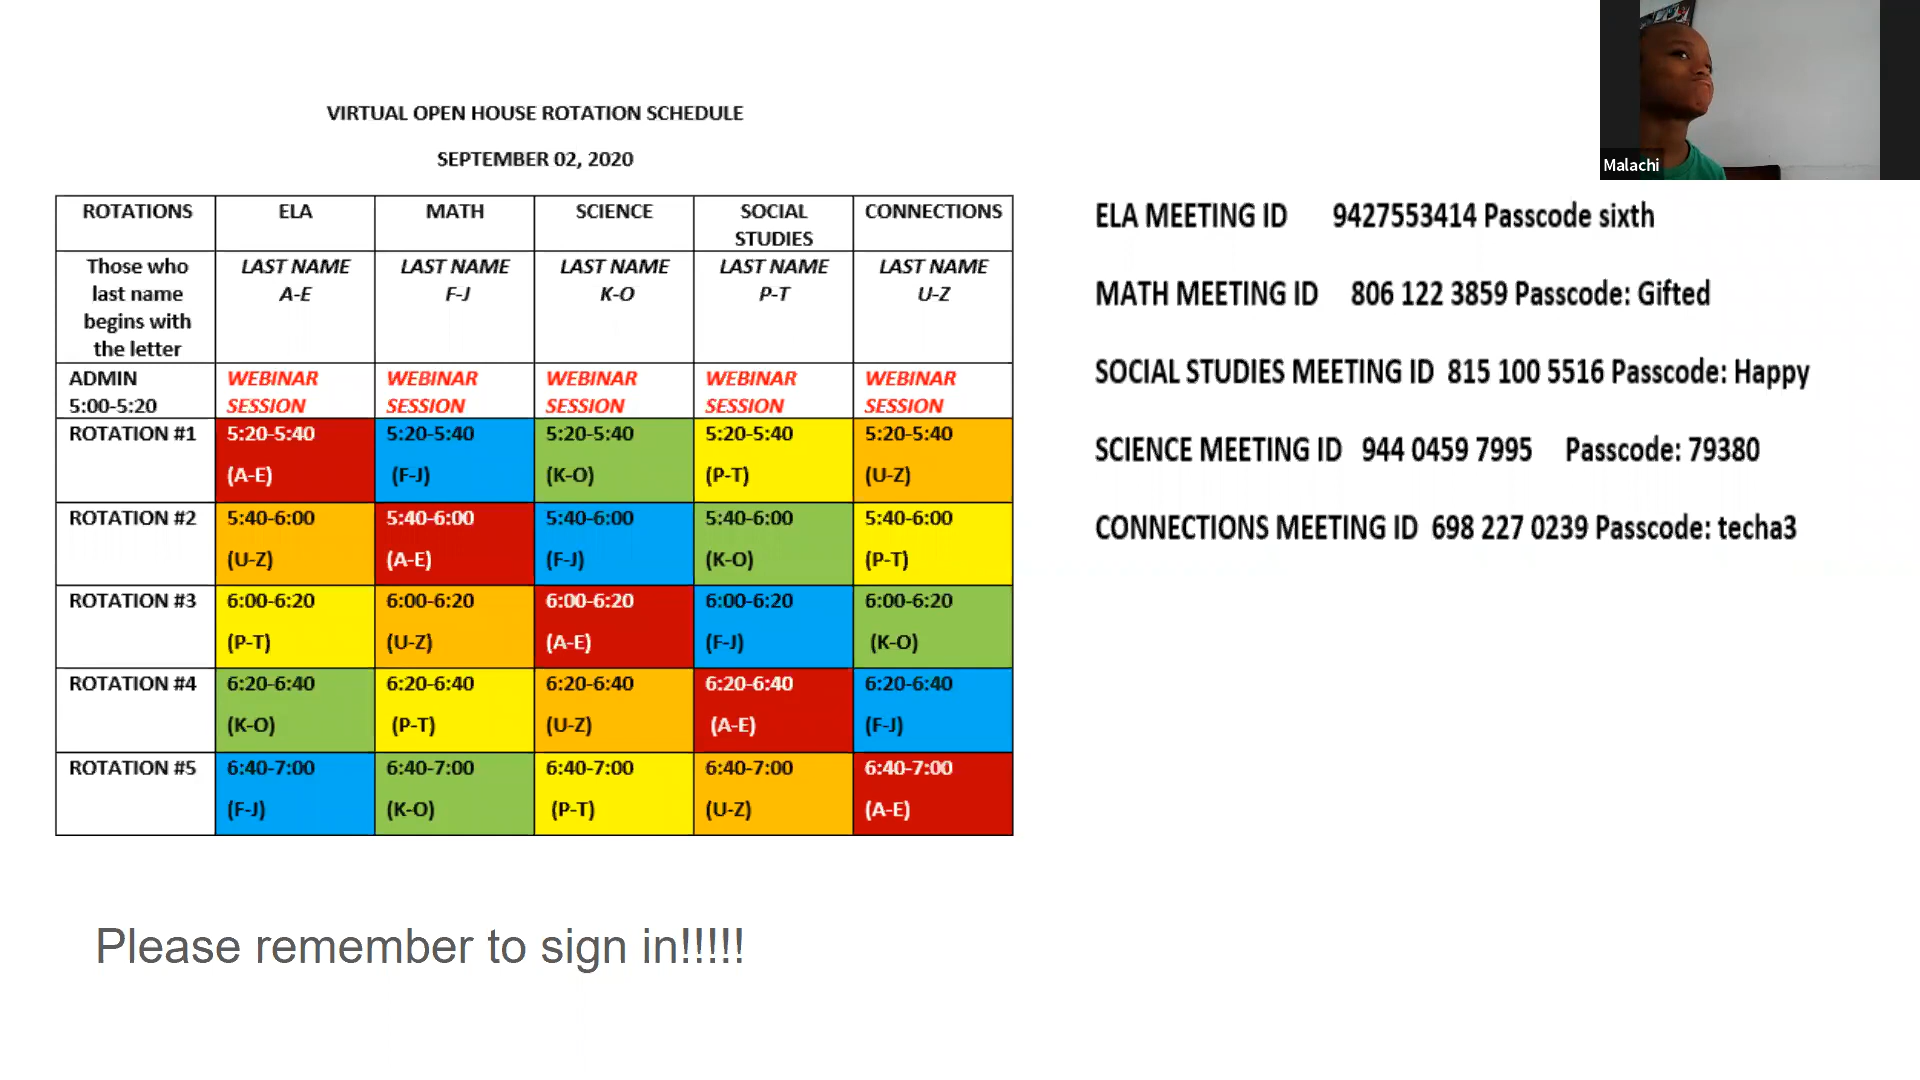 VIRTUAL OPEN HOUSE ROTATION SCHEDULE
SEPTEMBER 02, 2020
ROTATIONS ELA MATH SCIENCE SOCIAL STUDIES CONNECTIONS
Those who last name begins with the letter LAST NAME A-E LAST NAME F-J LAST NAME K-O LAST NAME P-T LAST NAME U-Z
ADMIN 5:00-5:20 WEBINAR SESSION WEBINAR SESSION WEBINAR SESSION WEBINAR SESSION WEBINAR SESSION
ROTATION #1 5:20-5:40 5:20-5:40 5:20-5:40 5:20-5:40 5:20-5:40
(A-E) (F-J) (K-O) (P-T) (U-Z)
ROTATION #2 5:40-6:00 5:40-6:00 5:40-6:00 5:40-6:00 5:40-6:00
(U-Z) (A-E) (F-J) (K-O) (P-T)
ROTATION #3 6:00-6:20 6:00-6:20 6:00-6:20 6:00-6:20 6:00-6:20
(P-T) (U-Z) (A-E) (F-J) (K-O)
ROTATION #4 6:20-6:40 6:20-6:40 6:20-6:40 6:20-6:40 6:20-6:40
(K-O) (P-T) (U-Z) (A-E) (F-J)
ROTATION #5 6:40-7:00 6:40-7:00 6:40-7:00 6:40-7:00 6:40-7:00
(F-J) (K-O) (P-T) (U-Z) (A-E)
ELA MEETING ID 9427553414 Passcode sixth
MATH MEETING ID 806 122 3859 Passcode: Gifted
SOCIAL STUDIES MEETING ID 815 100 5516 Passcode: Happy
SCIENCE MEETING ID 944 0459 7995 Passcode: 79380
CONNECTIONS MEETING ID 698 227 0239 Passcode: techa3
Please remember to sign in!!!!!
Malachi